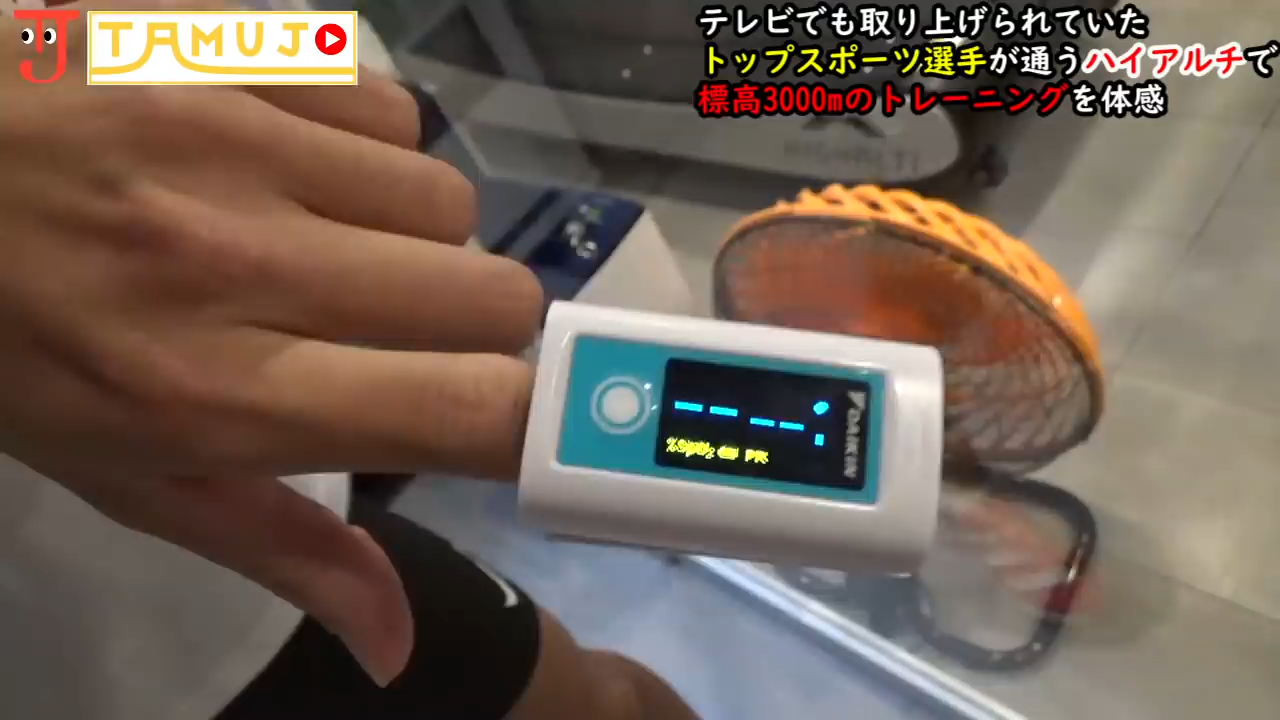 TAMUJ
テレビでも取り上げられていた
トップスポーツ選手が通うハイアルチで
標高3000mのトレーニングを体感
DAIKIN
-- --
%SpO₂ PR